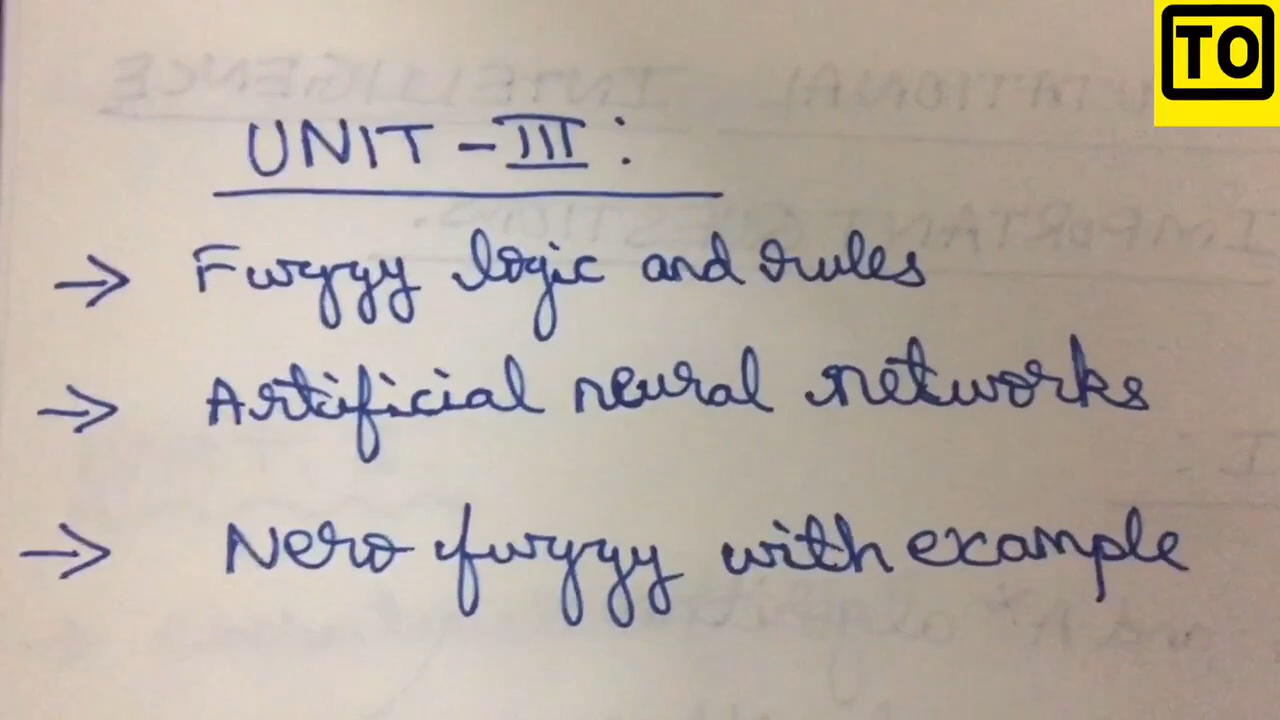 TO
UNIT - III :
→ Fuzzy logic and rules
→ Artificial neural networks
→ Nero fuzzy with example